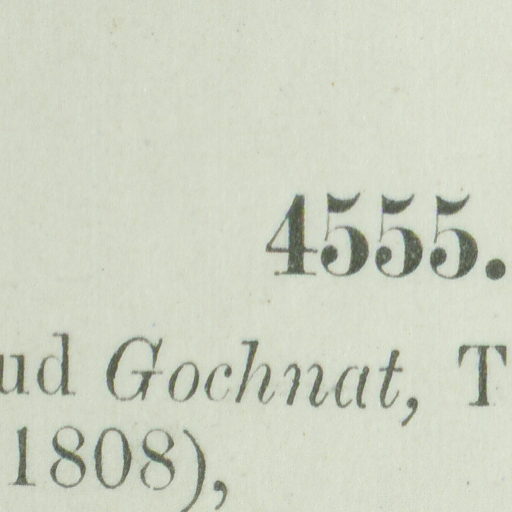 4555.
ud Gochnat, T
1808),